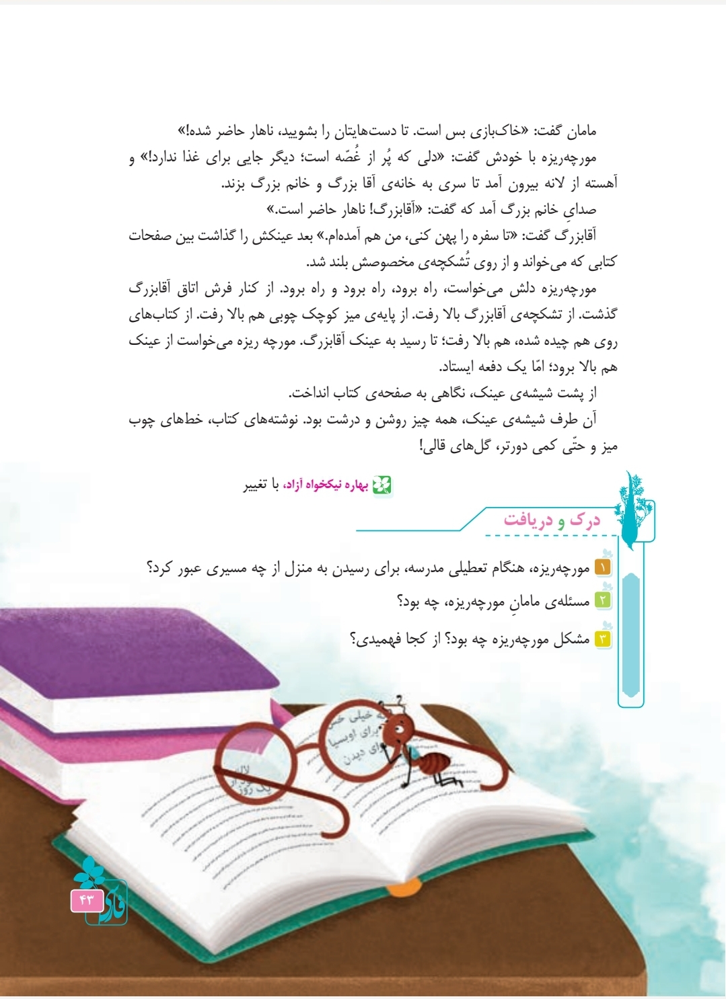 مامان گفت: «خاک‌بازی بس است. تا دست‌هایتان را بشویید، ناهار حاضر شده!»
مورچه‌ریزه با خودش گفت: «دلی که پُر از غُصّه است؛ دیگر جایی برای غذا ندارد!» و
آهسته از لانه بیرون آمد تا سری به خانه‌ی آقا بزرگ و خانم بزرگ بزند.
صدایِ خانم بزرگ آمد که گفت: «آقابزرگ! ناهار حاضر است.»
آقابزرگ گفت: «تا سفره را پهن کنی، من هم آمده‌ام.» بعد عینکش را گذاشت بین صفحات
کتابی که می‌خواند و از روی تُشکچه‌ی مخصوصش بلند شد.
مورچه‌ریزه دلش می‌خواست، راه برود، راه برود و راه برود. از کنار فرش اتاق آقابزرگ
گذشت. از تشکچه‌ی آقابزرگ بالا رفت. از پایه‌ی میز کوچک چوبی هم بالا رفت. از کتاب‌های
روی هم چیده شده، هم بالا رفت؛ تا رسید به عینک آقابزرگ. مورچه ریزه می‌خواست از عینک
هم بالا برود؛ امّا یک دفعه ایستاد.
از پشت شیشه‌ی عینک، نگاهی به صفحه‌ی کتاب انداخت.
آن طرف شیشه‌ی عینک، همه چیز روشن و درشت بود. نوشته‌های کتاب، خط‌های چوب
میز و حتّی کمی دورتر، گل‌های قالی!
بهاره نیکخواه آزاد، با تغییر
درک و دریافت
۱ مورچه‌ریزه، هنگام تعطیلی مدرسه، برای رسیدن به منزل از چه مسیری عبور کرد؟
۲ مسئله‌ی مامانِ مورچه‌ریزه، چه بود؟
۳ مشکل مورچه‌ریزه چه بود؟ از کجا فهمیدی؟
خیلی
برای اوبسیا
برای دیدن
یک روز
فارسی
۴۳